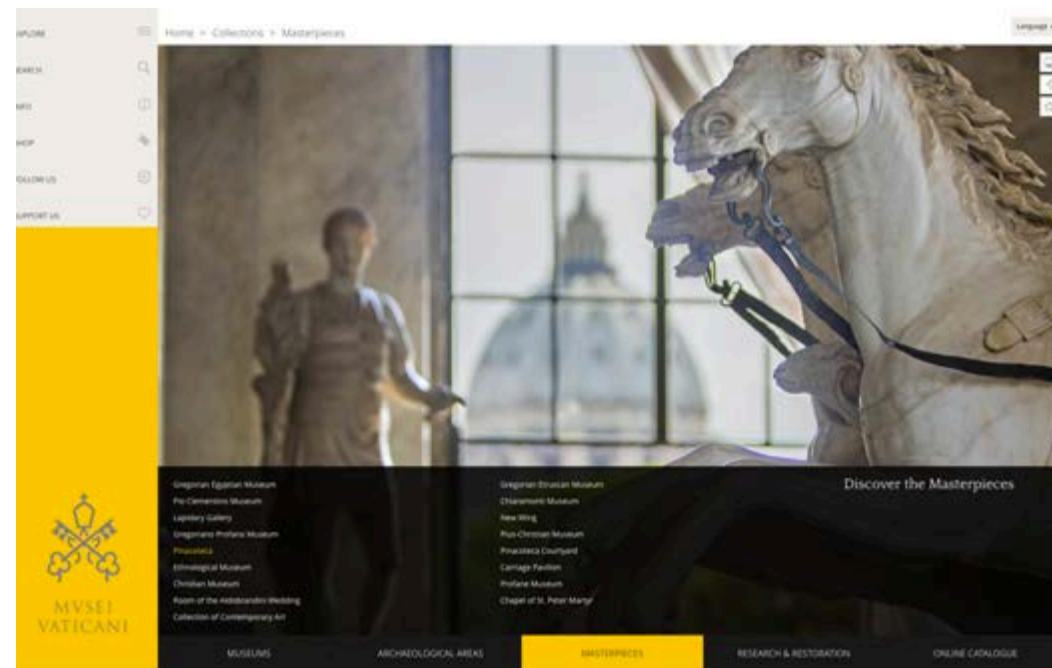 EXPLORE
SEARCH
INFO
SHOP
FOLLOW US
SUPPORT US
Home > Collections > Masterpieces
Language
Gregorian Egyptian Museum
Pio Clementino Museum
Lapidary Gallery
Gregoriano Profano Museum
Pinacoteca
Ethnological Museum
Christian Museum
Room of the Aldobrandini Wedding
Collection of Contemporary Art
Gregorian Etruscan Museum
Chiaramonti Museum
New Wing
Pius-Christian Museum
Pinacoteca Courtyard
Carriage Pavilion
Profane Museum
Chapel of St. Peter Martyr
Discover the Masterpieces
MVSEI
VATICANI
MUSEUMS
ARCHAEOLOGICAL AREAS
MASTERPIECES
RESEARCH & RESTORATION
ONLINE CATALOGUE